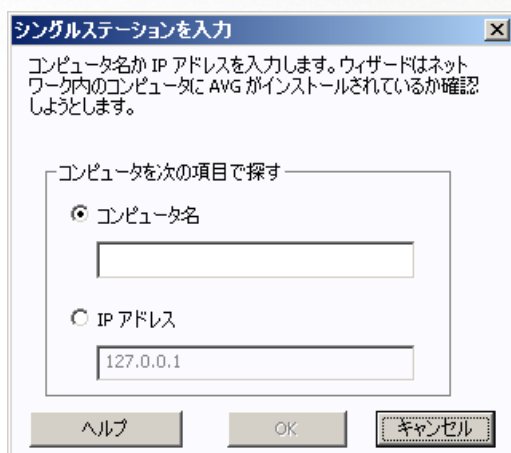 シングルステーションを入力
コンピュータ名か IP アドレスを入力します。ウィザードはネット
ワーク内のコンピュータに AVG がインストールされているか確認
しようとします。
コンピュータを次の項目で探す
コンピュータ名
IP アドレス
127.0.0.1
ヘルプ
OK
キャンセル